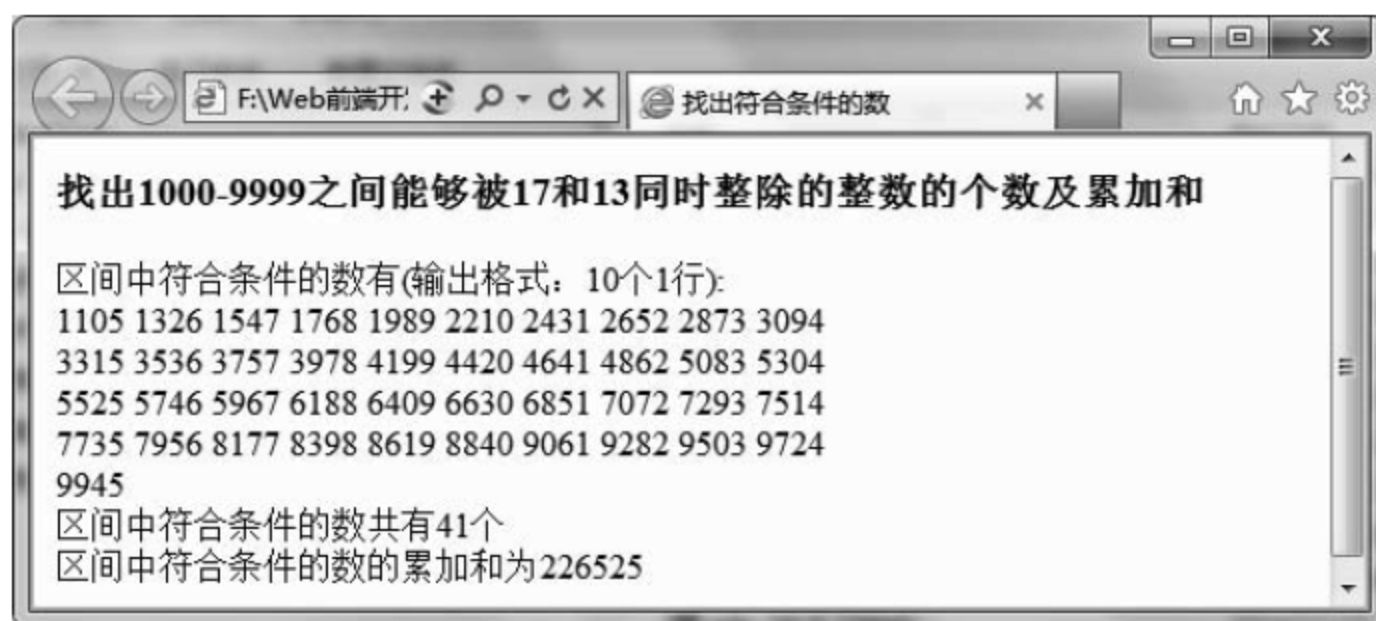 F:\Web前端开
找出符合条件的数
找出1000-9999之间能够被17和13同时整除的整数的个数及累加和
区间中符合条件的数有(输出格式：10个1行):
1105 1326 1547 1768 1989 2210 2431 2652 2873 3094
3315 3536 3757 3978 4199 4420 4641 4862 5083 5304
5525 5746 5967 6188 6409 6630 6851 7072 7293 7514
7735 7956 8177 8398 8619 8840 9061 9282 9503 9724
9945
区间中符合条件的数共有41个
区间中符合条件的数的累加和为226525